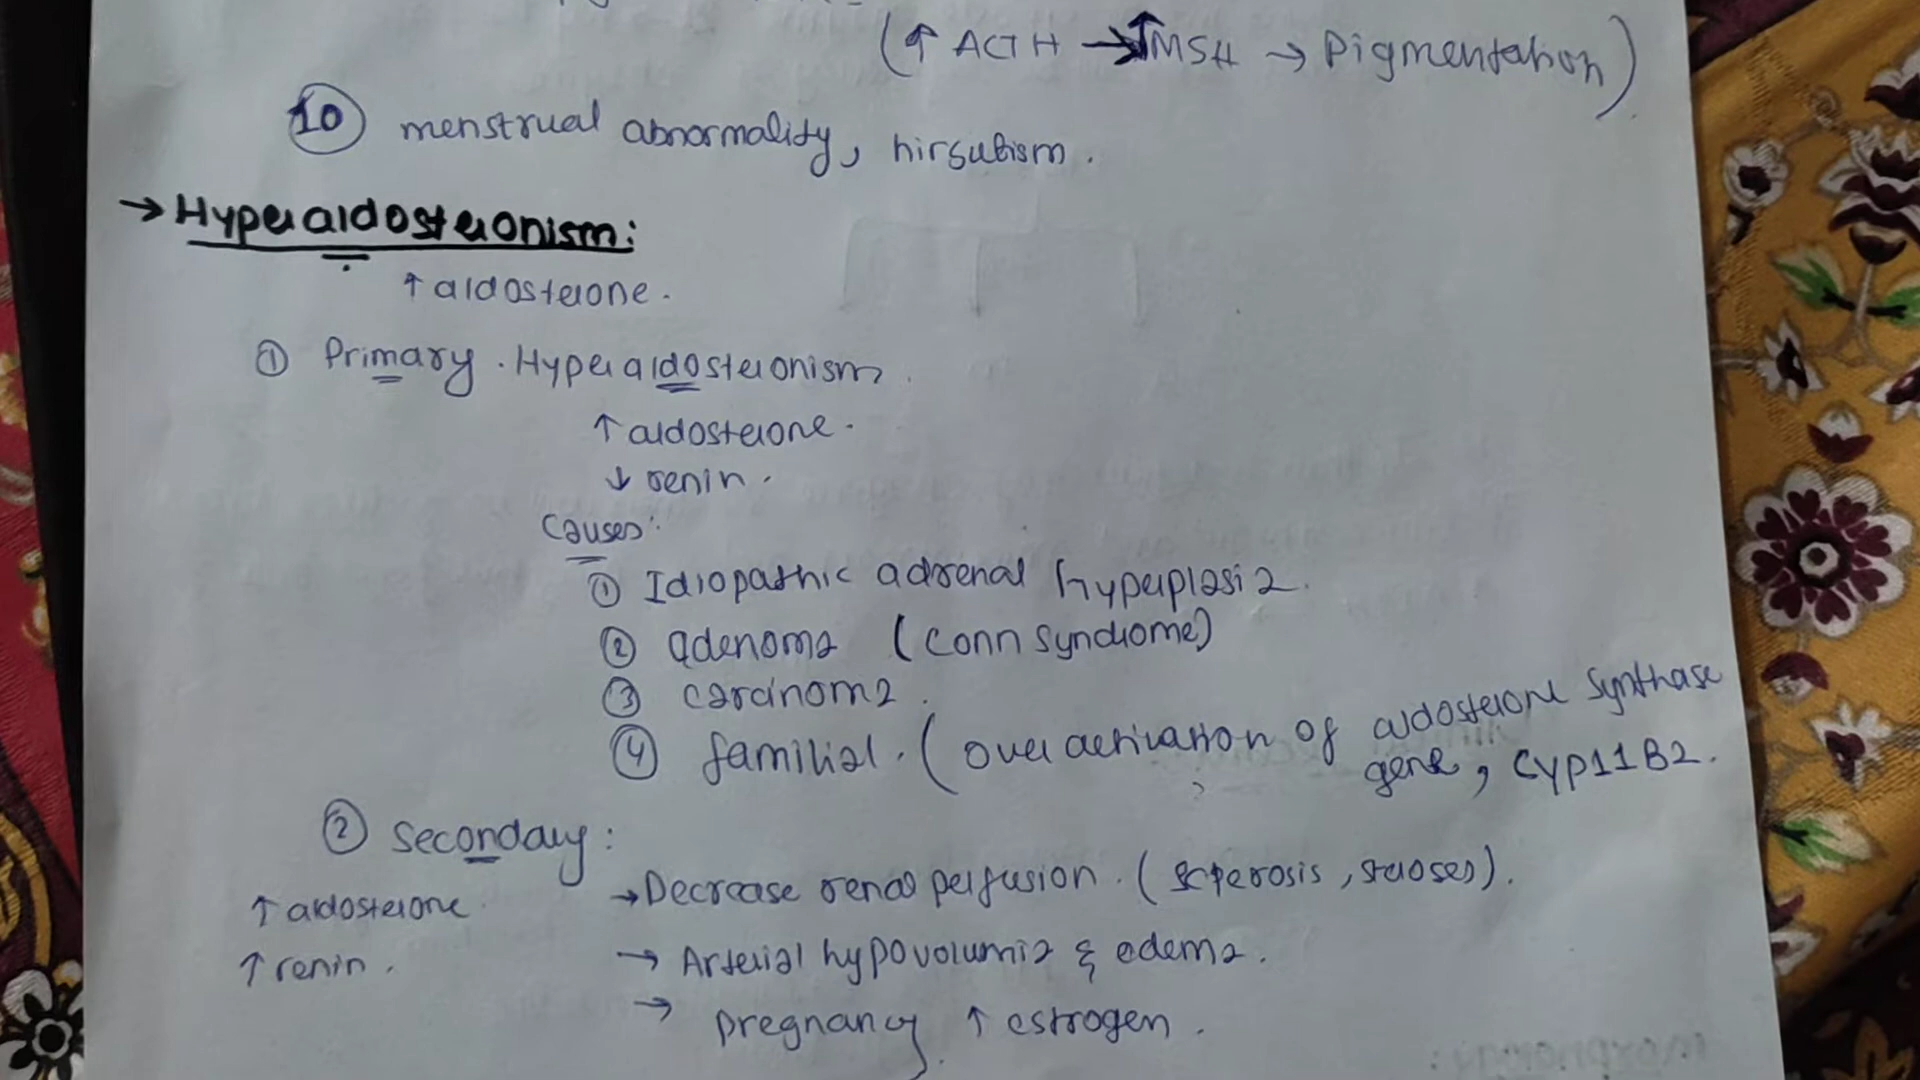 (↑ ACTH → ↑MSH → Pigmentation)
10 menstrual abnormality, hirsutism.
→ Hyperaldosteronism:
↑ aldosterone.
① Primary. Hyperaldosteronism.
↑ aldosterone.
↓ renin.
Causes:
① Idiopathic adrenal hyperplasia.
② adenoma (Conn syndrome)
③ carcinoma.
④ familial. (over activation of aldosterone synthase
gene, CYP11B2.
② Secondary:
→ Decrease renal perfusion. (
↑ aldosterone
→ Arterial hypovolumia & edema.
↑ renin.
→ pregnancy ↑ estrogen.